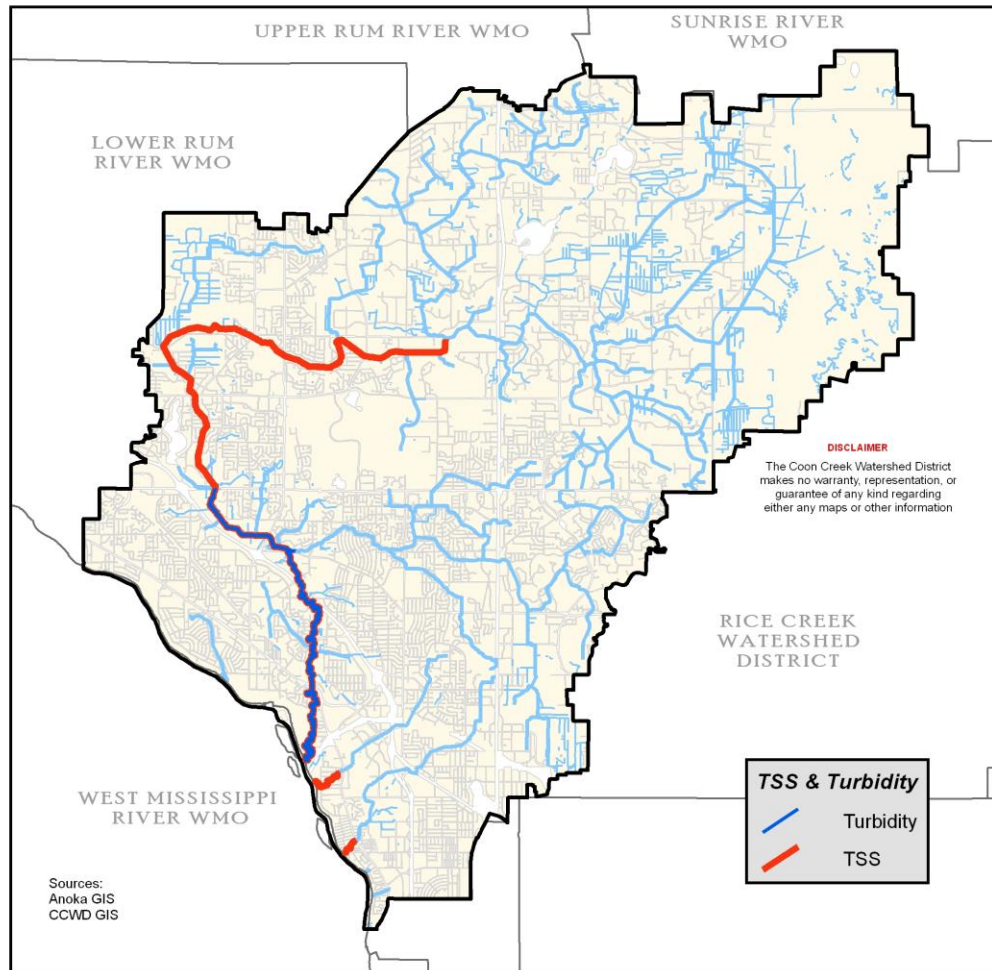 UPPER RUM RIVER WMO
SUNRISE RIVER
WMO
LOWER RUM
RIVER WMO
DISCLAIMER
The Coon Creek Watershed District
makes no warranty, representation, or
guarantee of any kind regarding
either any maps or other information
RICE CREEK
WATERSHED
DISTRICT
WEST MISSISSIPPI
RIVER WMO
TSS & Turbidity
Turbidity
TSS
Sources:
Anoka GIS
CCWD GIS